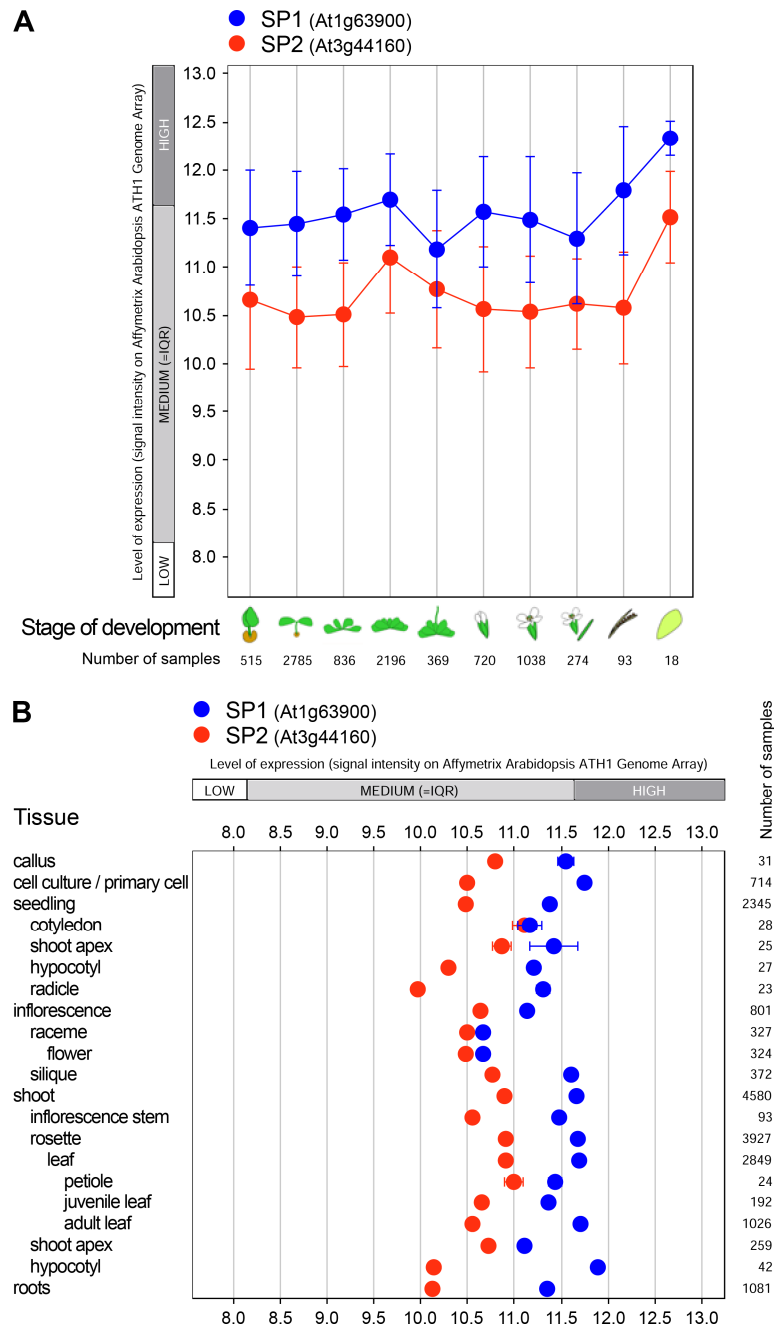 A
SP1 (At1g63900)
SP2 (At3g44160)
Level of expression (signal intensity on Affymetrix Arabidopsis ATH1 Genome Array)
HIGH
MEDIUM (=IQR)
LOW
13.0
12.5
12.0
11.5
11.0
10.5
10.0
9.5
9.0
8.5
8.0
Stage of development
Number of samples 515 2785 836 2196 369 720 1038 274 93 18
B
SP1 (At1g63900)
SP2 (At3g44160)
Number of samples
Level of expression (signal intensity on Affymetrix Arabidopsis ATH1 Genome Array)
LOW MEDIUM (=IQR) HIGH
Tissue
8.0 8.5 9.0 9.5 10.0 10.5 11.0 11.5 12.0 12.5 13.0
callus 31
cell culture / primary cell 714
seedling 2345
cotyledon 28
shoot apex 25
hypocotyl 27
radicle 23
inflorescence 801
raceme 327
flower 324
silique 372
shoot 4580
inflorescence stem 93
rosette 3927
leaf 2849
petiole 24
juvenile leaf 192
adult leaf 1026
shoot apex 259
hypocotyl 42
roots 1081
8.0 8.5 9.0 9.5 10.0 10.5 11.0 11.5 12.0 12.5 13.0